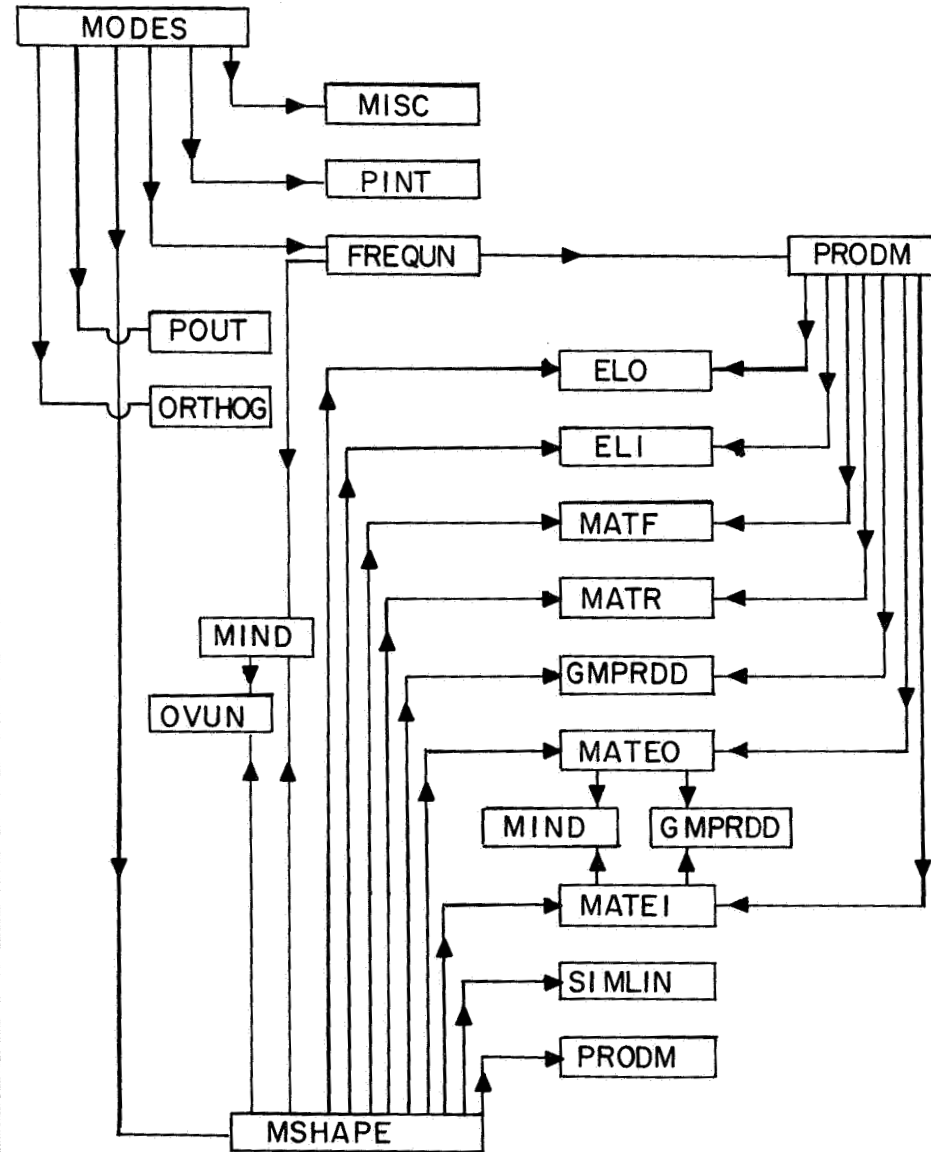 MODES
MISC
PINT
FREQUN
PRODM
POUT
ELO
ORTHOG
ELI
MATF
MATR
MIND
GMPRDD
OVUN
MATEO
MIND
GMPRDD
MATEI
SIMLIN
PRODM
MSHAPE